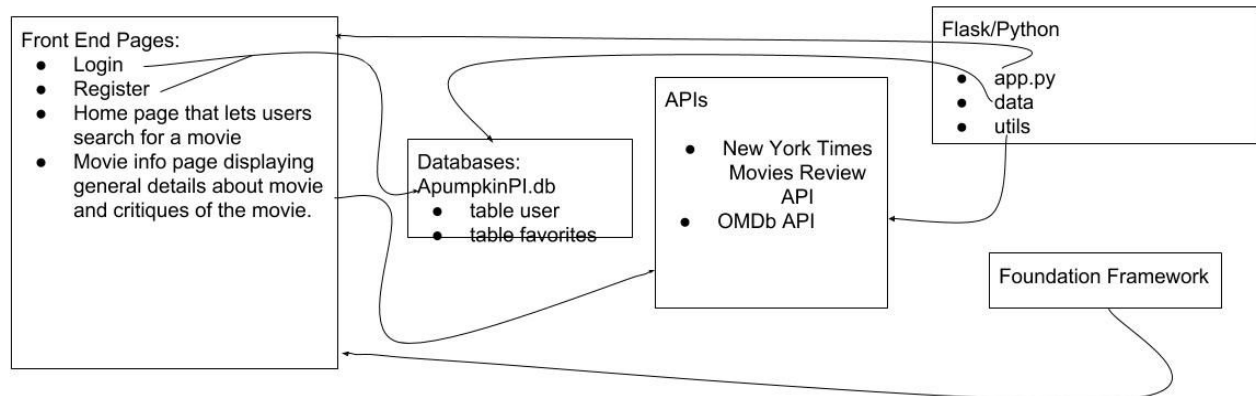 Front End Pages:
● Login
● Register
● Home page that lets users
search for a movie
● Movie info page displaying
general details about movie
and critiques of the movie.
Databases:
ApumpkinPI.db
● table user
● table favorites
APIs
● New York Times
Movies Review
API
● OMDb API
Flask/Python
● app.py
● data
● utils
Foundation Framework